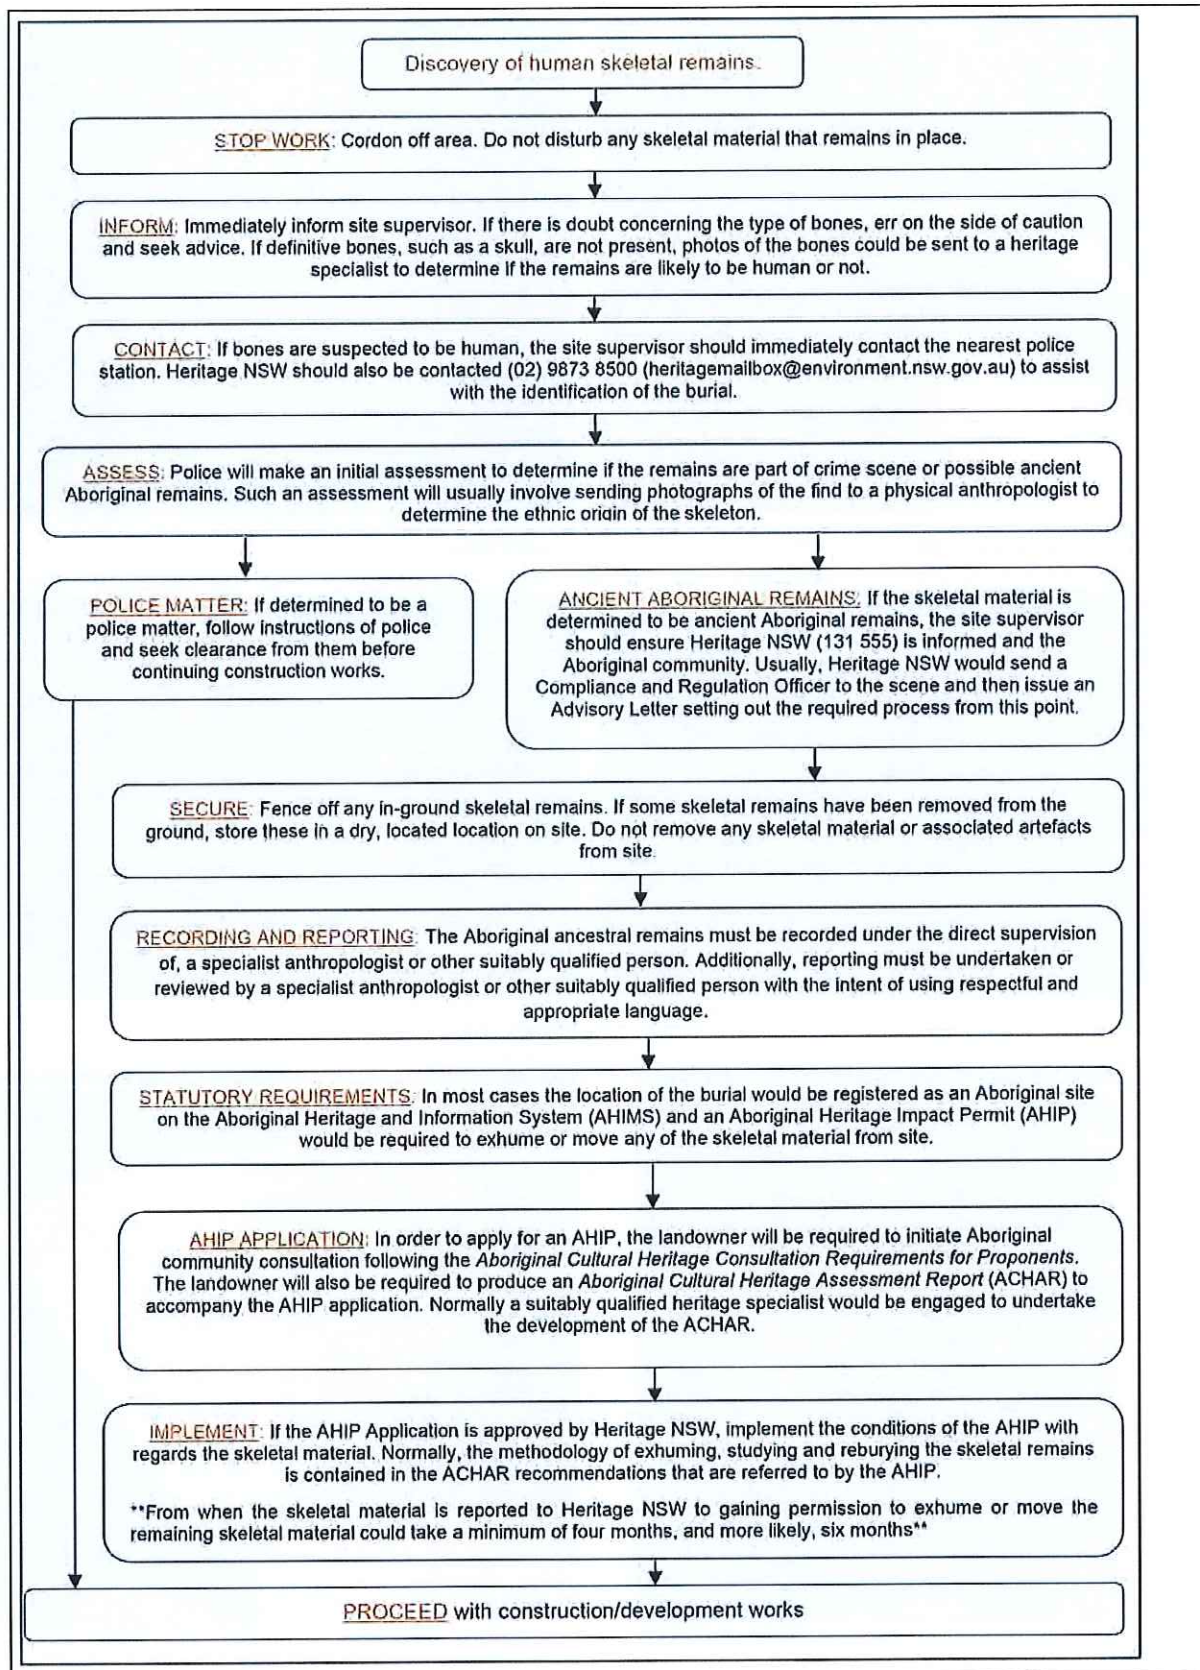 Discovery of human skeletal remains.
STOP WORK: Cordon off area. Do not disturb any skeletal material that remains in place.
INFORM: Immediately inform site supervisor. If there is doubt concerning the type of bones, err on the side of caution
and seek advice. If definitive bones, such as a skull, are not present, photos of the bones could be sent to a heritage
specialist to determine if the remains are likely to be human or not.
CONTACT: If bones are suspected to be human, the site supervisor should immediately contact the nearest police
station. Heritage NSW should also be contacted (02) 9873 8500 (heritagemailbox@environment.nsw.gov.au) to assist
with the identification of the burial.
ASSESS: Police will make an initial assessment to determine if the remains are part of crime scene or possible ancient
Aboriginal remains. Such an assessment will usually involve sending photographs of the find to a physical anthropologist to
determine the ethnic origin of the skeleton.
POLICE MATTER: If determined to be a
police matter, follow instructions of police
and seek clearance from them before
continuing construction works.
ANCIENT ABORIGINAL REMAINS: If the skeletal material is
determined to be ancient Aboriginal remains, the site supervisor
should ensure Heritage NSW (131 555) is informed and the
Aboriginal community. Usually, Heritage NSW would send a
Compliance and Regulation Officer to the scene and then issue an
Advisory Letter setting out the required process from this point.
SECURE: Fence off any in-ground skeletal remains. If some skeletal remains have been removed from the
ground, store these in a dry, located location on site. Do not remove any skeletal material or associated artefacts
from site.
RECORDING AND REPORTING: The Aboriginal ancestral remains must be recorded under the direct supervision
of, a specialist anthropologist or other suitably qualified person. Additionally, reporting must be undertaken or
reviewed by a specialist anthropologist or other suitably qualified person with the intent of using respectful and
appropriate language.
STATUTORY REQUIREMENTS: In most cases the location of the burial would be registered as an Aboriginal site
on the Aboriginal Heritage and Information System (AHIMS) and an Aboriginal Heritage Impact Permit (AHIP)
would be required to exhume or move any of the skeletal material from site.
AHIP APPLICATION: In order to apply for an AHIP, the landowner will be required to initiate Aboriginal
community consultation following the Aboriginal Cultural Heritage Consultation Requirements for Proponents.
The landowner will also be required to produce an Aboriginal Cultural Heritage Assessment Report (ACHAR) to
accompany the AHIP application. Normally a suitably qualified heritage specialist would be engaged to undertake
the development of the ACHAR.
IMPLEMENT: If the AHIP Application is approved by Heritage NSW, implement the conditions of the AHIP with
regards the skeletal material. Normally, the methodology of exhuming, studying and reburying the skeletal remains
is contained in the ACHAR recommendations that are referred to by the AHIP.
**From when the skeletal material is reported to Heritage NSW to gaining permission to exhume or move the
remaining skeletal material could take a minimum of four months, and more likely, six months**
PROCEED with construction/development works